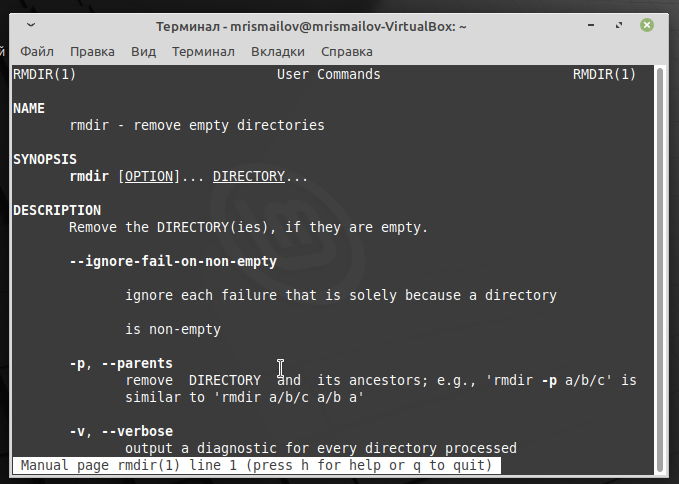 Терминал - mrismailov@mrismailov-VirtualBox: ~
й
Файл Правка Вид Терминал Вкладки Справка
RMDIR(1) User Commands RMDIR(1)
NAME
rmdir - remove empty directories
SYNOPSIS
rmdir [OPTION]... DIRECTORY...
DESCRIPTION
Remove the DIRECTORY(ies), if they are empty.
--ignore-fail-on-non-empty
ignore each failure that is solely because a directory
is non-empty
-p, --parents
remove DIRECTORY and its ancestors; e.g., 'rmdir -p a/b/c' is
similar to 'rmdir a/b/c a/b a'
-v, --verbose
output a diagnostic for every directory processed
Manual page rmdir(1) line 1 (press h for help or q to quit)